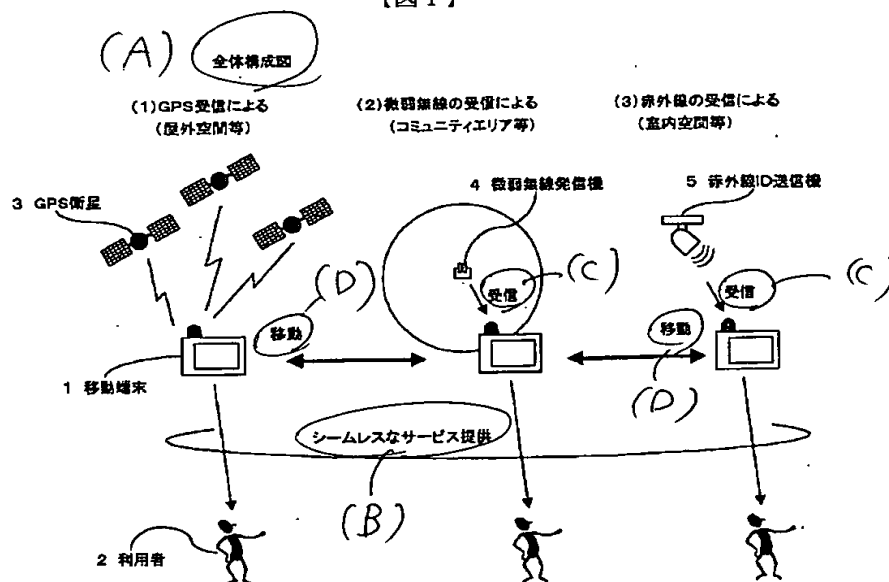 【図1】
(A) 全体構成図
(1)GPS受信による
(屋外空間等)
(2)微弱無線の受信による
(コミュニティエリア等)
(3)赤外線の受信による
(室内空間等)
3 GPS衛星
4 微弱無線発信機
5 赤外線ID送信機
(D)
受信 (C)
受信 (C)
移動
移動
(D)
1 移動端末
シームレスなサービス提供
(B)
2 利用者